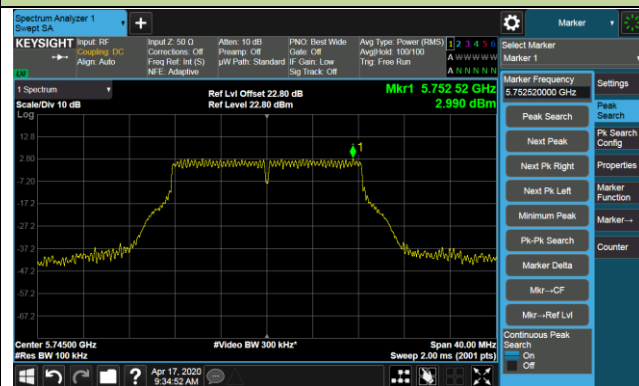 Spectrum Analyzer 1
Swept SA
Marker
KEYSIGHT
Input: RF
Coupling: DC
Align: Auto
Input Z: 50 Ω
Corrections: Off
Freq Ref: Int (S)
NFE: Adaptive
Atten: 10 dB
Preamp: Off
µW Path: Standard
PNO: Best Wide
Gate: Off
IF Gain: Low
Sig Track: Off
Avg Type: Power (RMS)
Avg|Hold: 100/100
Trig: Free Run
1 2 3 4 5 6
A W W W W W
A N N N N N
Select Marker
Marker 1
Marker Frequency
5.752520000 GHz
Peak Search
Next Peak
Next Pk Right
Next Pk Left
Minimum Peak
Pk-Pk Search
Marker Delta
Mkr→CF
Mkr→Ref Lvl
Continuous Peak
Search
On
Off
Settings
Peak
Search
Pk Search
Config
Properties
Marker
Function
Marker→
Counter
1 Spectrum
Scale/Div 10 dB
Log
Ref Lvl Offset 22.80 dB
Ref Level 22.80 dBm
Mkr1 5.752 52 GHz
2.990 dBm
1
12.8
2.80
-7.20
-17.2
-27.2
-37.2
-47.2
-57.2
-67.2
Center 5.74500 GHz
#Res BW 100 kHz
#Video BW 300 kHz*
Span 40.00 MHz
Sweep 2.00 ms (2001 pts)
?
Apr 17, 2020
9:34:52 AM